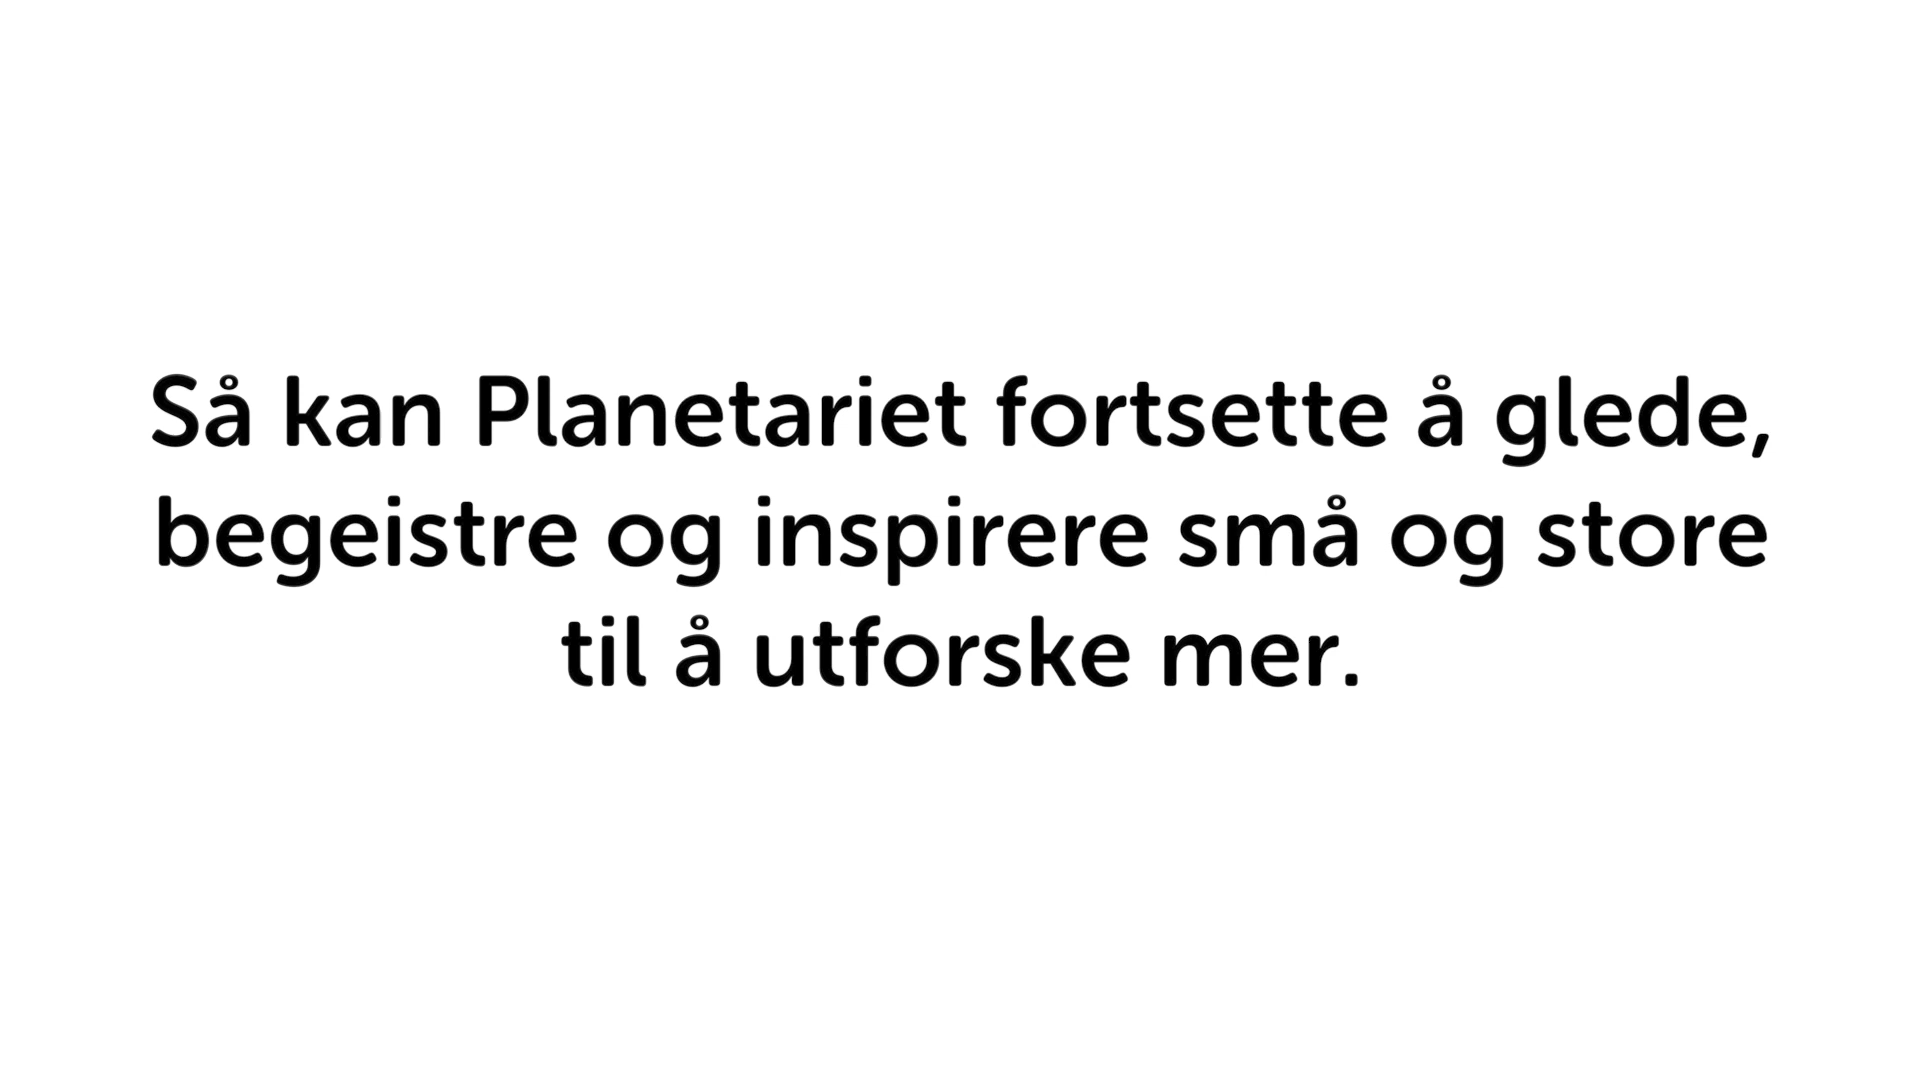 Så kan Planetariet fortsette å glede,
begeistre og inspirere små og store
til å utforske mer.